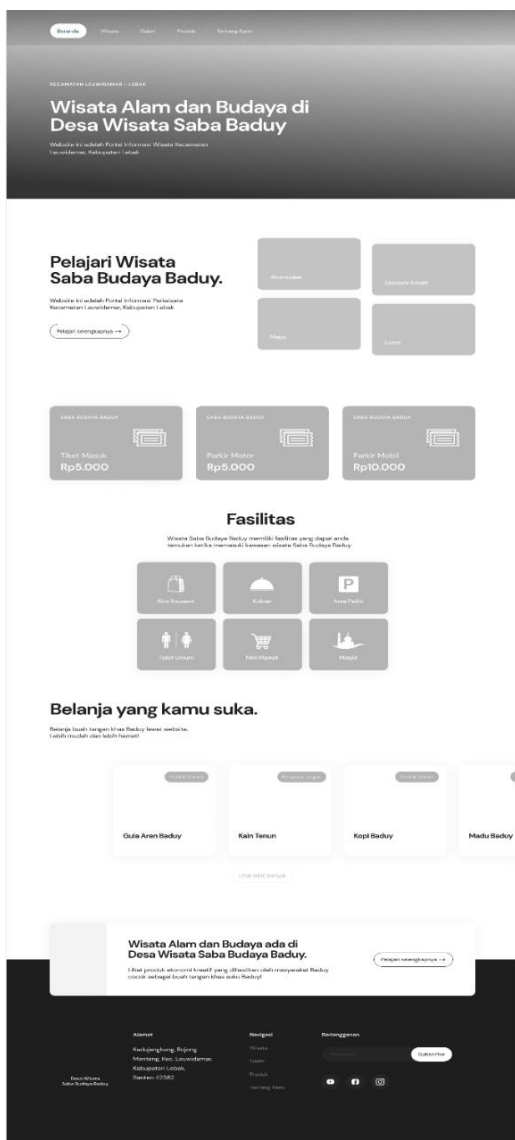 Beranda
Wisata
Galeri
Produk
Tentang Kami
KECAMATAN LEUWIDAMAR - LEBAK
Wisata Alam dan Budaya di
Desa Wisata Saba Baduy
Website ini adalah Portal Informasi Wisata Kecamatan
Leuwidamar, Kabupaten Lebak
Pelajari Wisata
Saba Budaya Baduy.
Website ini adalah Portal Informasi Pariwisata
Kecamatan Leuwidamar, Kabupaten Lebak
Pelajari selengkapnya →
Akomodasi
Ekonomi Kreatif
SABA BUDAYA BADUY
Tiket Masuk
Rp5.000
SABA BUDAYA BADUY
Parkir Motor
Rp5.000
SABA BUDAYA BADUY
Parkir Mobil
Rp10.000
Fasilitas
Wisata Saba Budaya Baduy memiliki fasilitas yang dapat anda
temukan ketika memasuki kawasan wisata Saba Budaya Baduy
Kios Souvenir
Kuliner
P
Area Parkir
Toilet Umum
Mini Market
Masjid
Belanja yang kamu suka.
Belanja buah tangan khas Baduy lewat website.
Lebih mudah dan lebih hemat!
Gula Aren Baduy
Kain Tenun
Kopi Baduy
Madu Baduy
Lihat lebih banyak
Wisata Alam dan Budaya ada di
Desa Wisata Saba Budaya Baduy.
Lihat produk ekonomi kreatif yang dihasilkan oleh masyarakat Baduy
cocok sebagai buah tangan khas suku Baduy!
Pelajari selengkapnya →
Desa Wisata
Saba Budaya Baduy
Alamat
Kadujangkung, Bojong
Menteng, Kec. Leuwidamar,
Kabupaten Lebak,
Banten 42362
Navigasi
Wisata
Galeri
Produk
Tentang Kami
Berlangganan
Subscribe